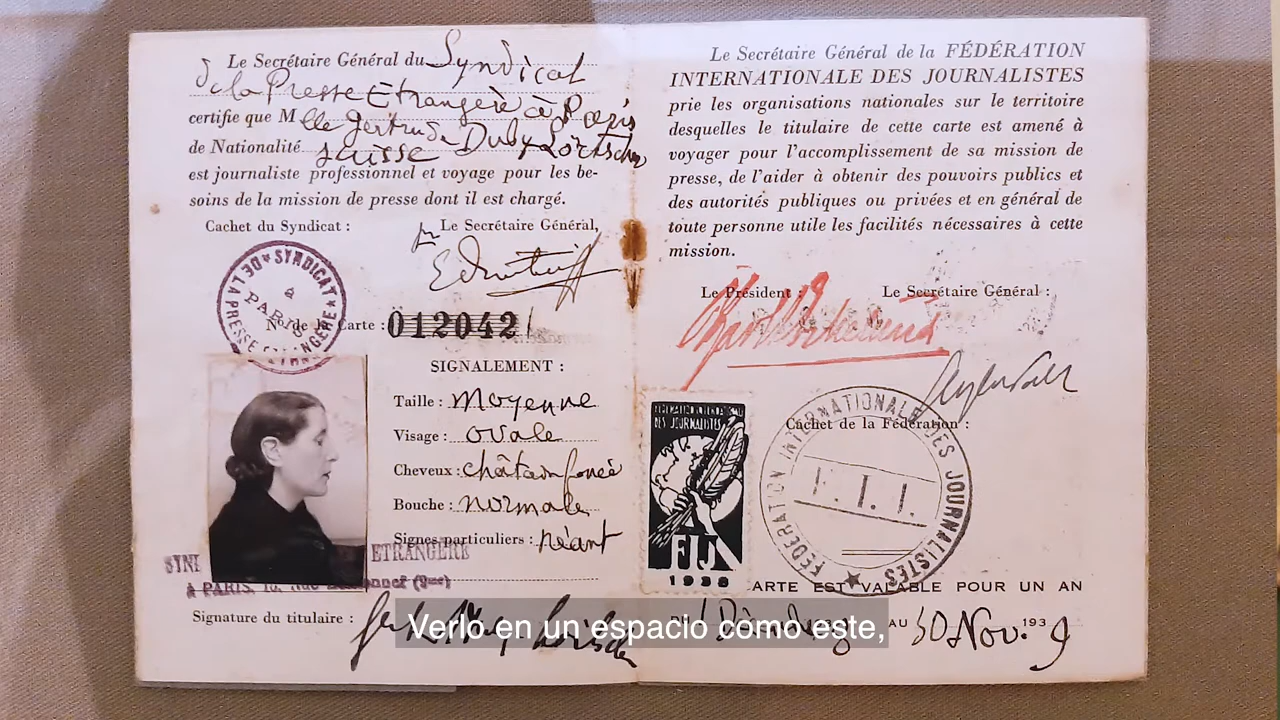 Le Secrétaire Général du Syndicat
de la Presse Etrangère à Paris
certifie que Mlle Gertrude Duby Lörtscher
de Nationalité suisse
est journaliste professionnel et voyage pour les be-
soins de la mission de presse dont il est chargé.
Cachet du Syndicat :
pr Le Secrétaire Général,
SYNDICAT DE LA PRESSE ETRANGERE
à
PARIS
No de la Carte : 012042
SIGNALEMENT :
Taille : moyenne
Visage : ovale
Cheveux : châtain foncé
Bouche : normale
Signes particuliers : néant
ETRANGERE
à PARIS,
Signature du titulaire :
Le Secrétaire Général de la FÉDÉRATION
INTERNATIONALE DES JOURNALISTES
prie les organisations nationales sur le territoire
desquelles le titulaire de cette carte est amené à
voyager pour l'accomplissement de sa mission de
presse, de l'aider à obtenir des pouvoirs publics et
des autorités publiques ou privées et en général de
toute personne utile les facilités nécessaires à cette
mission.
Le Président :
Le Secrétaire Général :
DES JOURNALISTES
FIJ
1938
Cachet de la Fédération :
FÉDÉRATION INTERNATIONALE DES JOURNALISTES
F.I.J.
ARTE EST VALABLE POUR UN AN
AU 30 Nov. 1939
Verlo en un espacio como este,